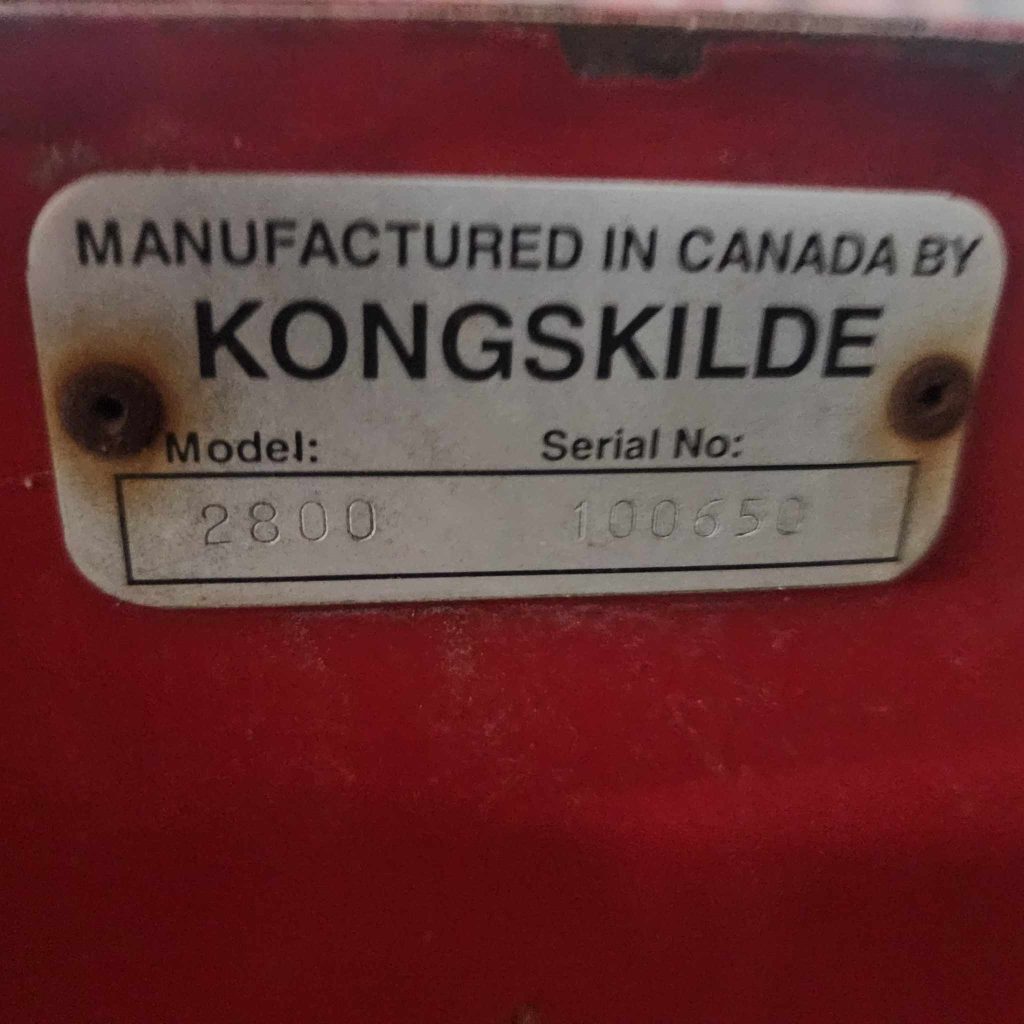 MANUFACTURED IN CANADA BY
KONGSKILDE
Model: Serial No:
2800 100650